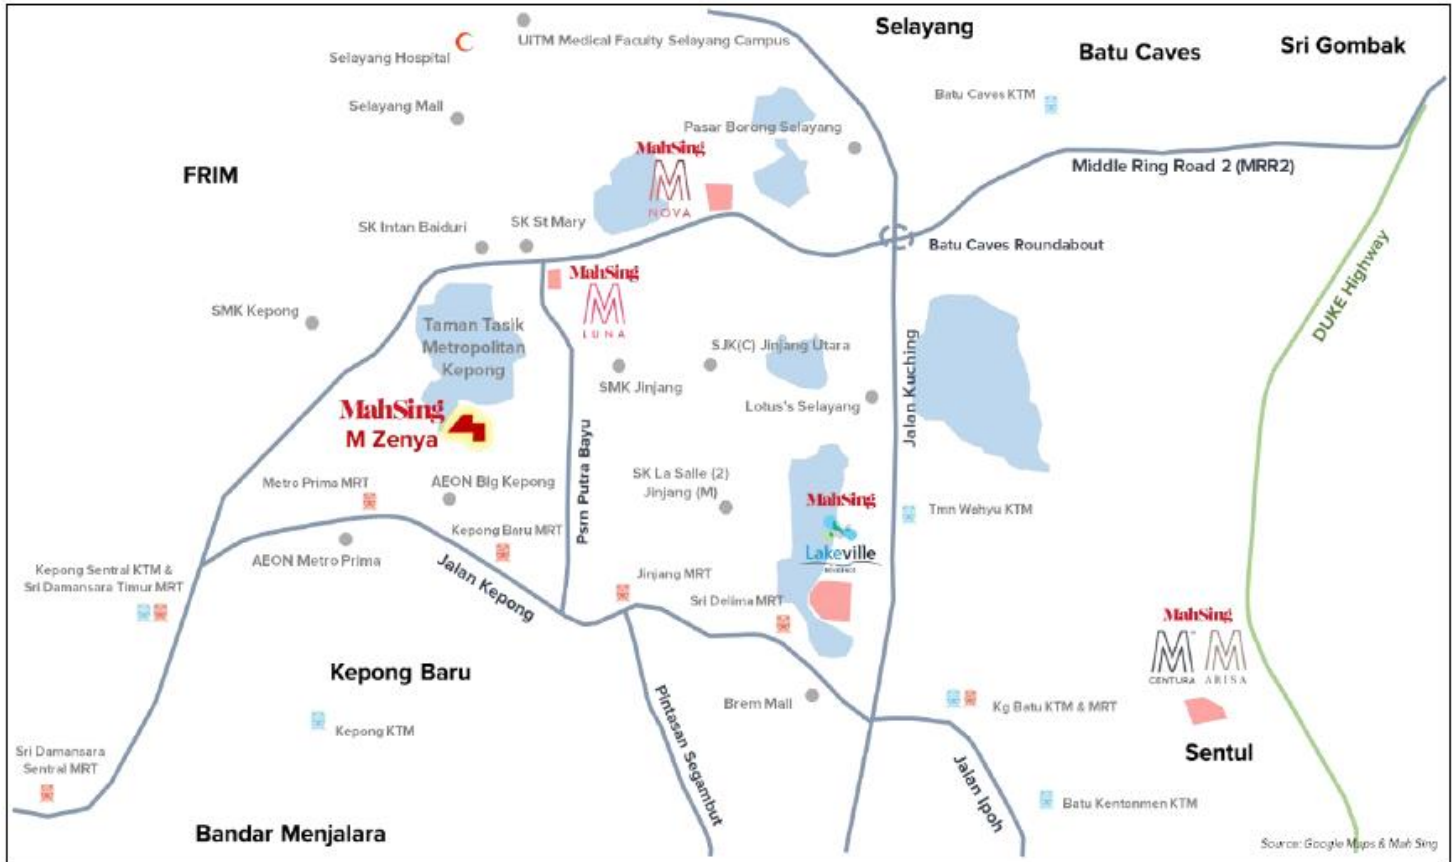 Selayang
Batu Caves
Sri Gombak
UiTM Medical Faculty Selayang Campus
Selayang Hospital
Selayang Mall
Batu Caves KTM
Pasar Borong Selayang
MahSing
M
NOVA
FRIM
Middle Ring Road 2 (MRR2)
SK Intan Baiduri
SK St Mary
Batu Caves Roundabout
MahSing
M
LUNA
SMK Kepong
Taman Tasik
Metropolitan
Kepong
DUKE Highway
SJK(C) Jinjang Utara
SMK Jinjang
Jalan Kuching
Lotus's Selayang
MahSing
M Zenya
Psrn Putra Bayu
Metro Prima MRT
AEON Big Kepong
SK La Salle (2)
Jinjang (M)
MahSing
Lakeville
RESIDENCE
Tmn Wahyu KTM
Kepong Baru MRT
AEON Metro Prima
Jalan Kepong
Kepong Sentral KTM &
Sri Damansara Timur MRT
Jinjang MRT
Sri Delima MRT
MahSing
M™
CENTURA
M
ARISA
Kepong Baru
Kepong KTM
Pintasan Segambut
Brem Mall
Kg Batu KTM & MRT
Sentul
Sri Damansara
Sentral MRT
Jalan Ipoh
Batu Kentonmen KTM
Bandar Menjalara
Source: Google Maps & Mah Sing